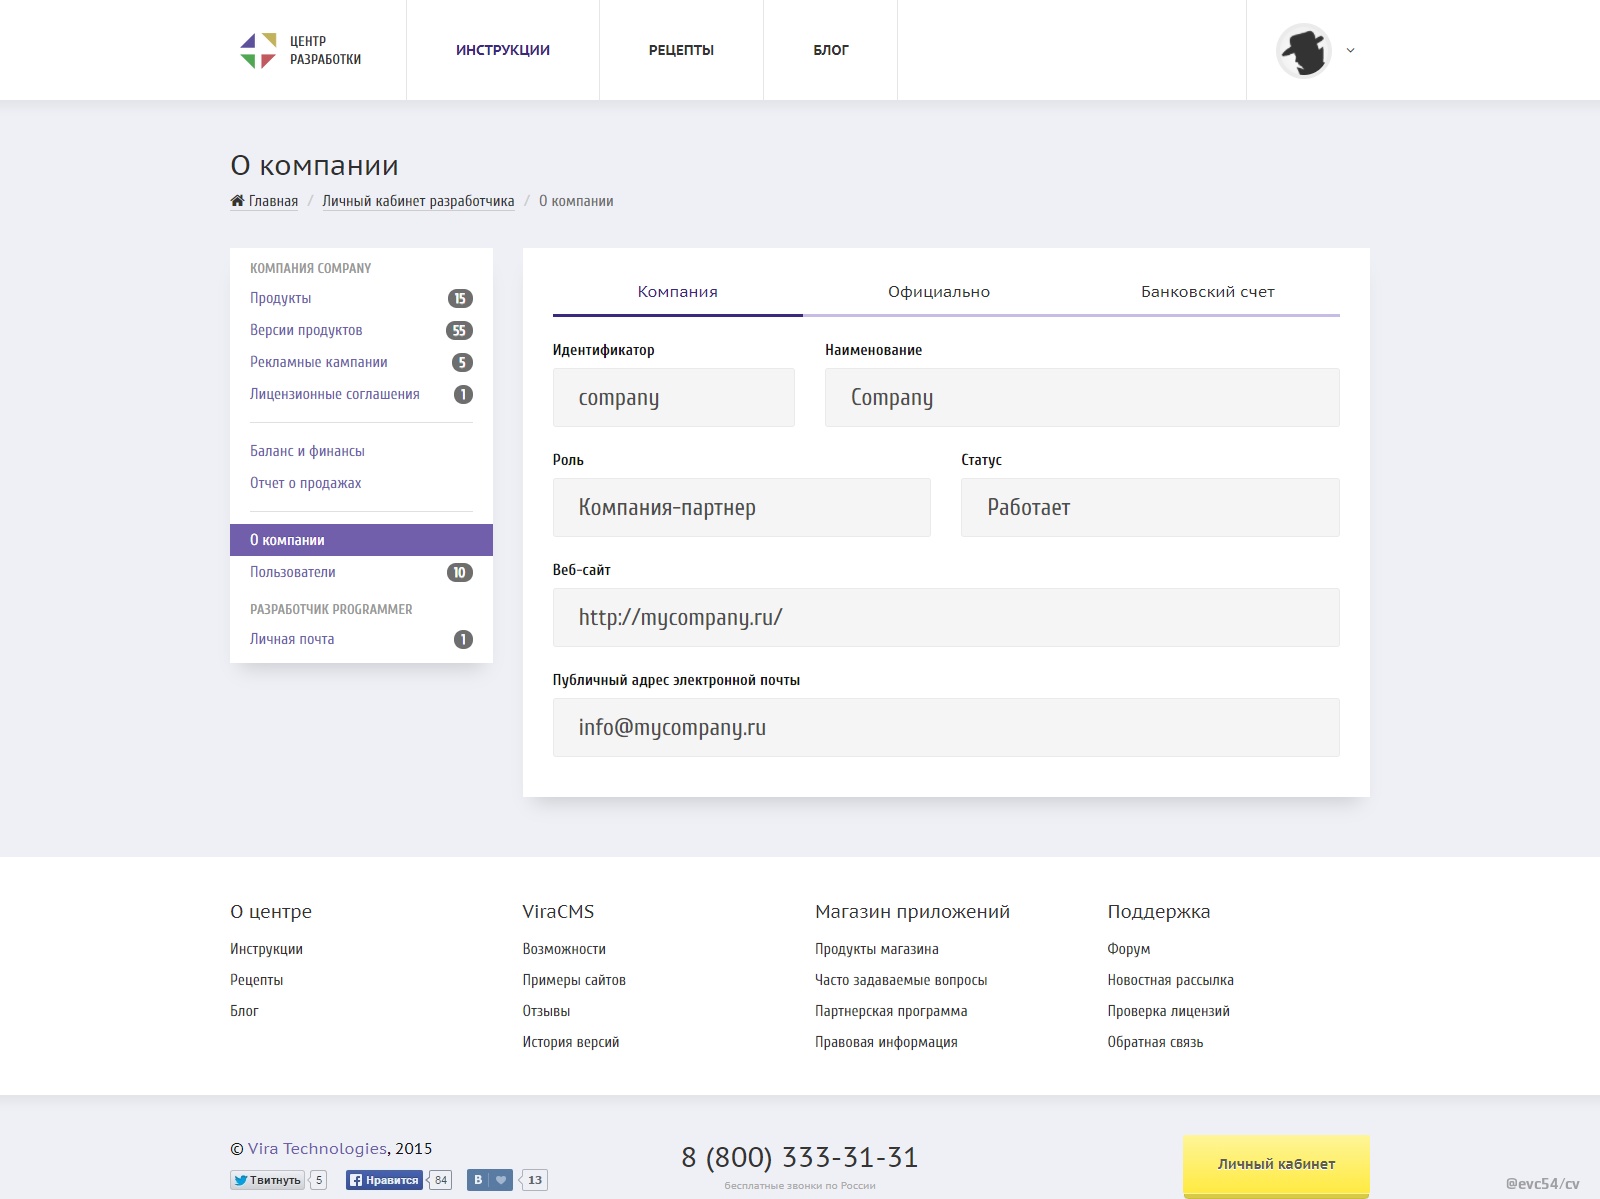 ЦЕНТР
РАЗРАБОТКИ
ИНСТРУКЦИИ
РЕЦЕПТЫ
БЛОГ
О компании
Главная / Личный кабинет разработчика / О компании
КОМПАНИЯ COMPANY
Продукты 15
Версии продуктов 55
Рекламные кампании 5
Лицензионные соглашения 1
Баланс и финансы
Отчет о продажах
О компании
Пользователи 10
РАЗРАБОТЧИК PROGRAMMER
Личная почта 1
Компания Официально Банковский счет
Идентификатор Наименование
company Company
Роль Статус
Компания-партнер Работает
Веб-сайт
http://mycompany.ru/
Публичный адрес электронной почты
info@mycompany.ru
О центре
Инструкции
Рецепты
Блог
ViraCMS
Возможности
Примеры сайтов
Отзывы
История версий
Магазин приложений
Продукты магазина
Часто задаваемые вопросы
Партнерская программа
Правовая информация
Поддержка
Форум
Новостная рассылка
Проверка лицензий
Обратная связь
© Vira Technologies, 2015
Твитнуть 5 Нравится 84 В 13
8 (800) 333-31-31
бесплатные звонки по России
Личный кабинет
@evc54/cv